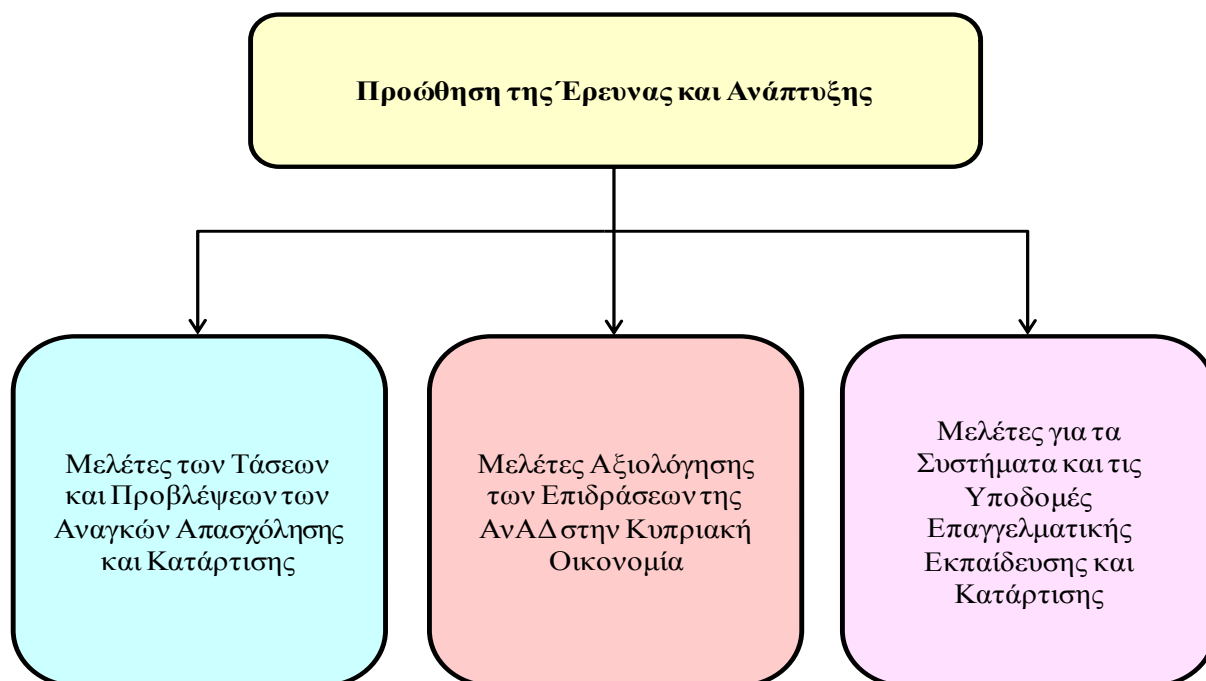 Προώθηση της Έρευνας και Ανάπτυξης
Μελέτες των Τάσεων
και Προβλέψεων των
Αναγκών Απασχόλησης
και Κατάρτισης
Μελέτες Αξιολόγησης
των Επιδράσεων της
ΑνΑΔ στην Κυπριακή
Οικονομία
Μελέτες για τα
Συστήματα και τις
Υποδομές
Επαγγελματικής
Εκπαίδευσης και
Κατάρτισης